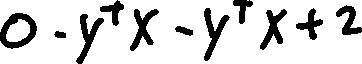 0 - y^T x - y^T x + 2